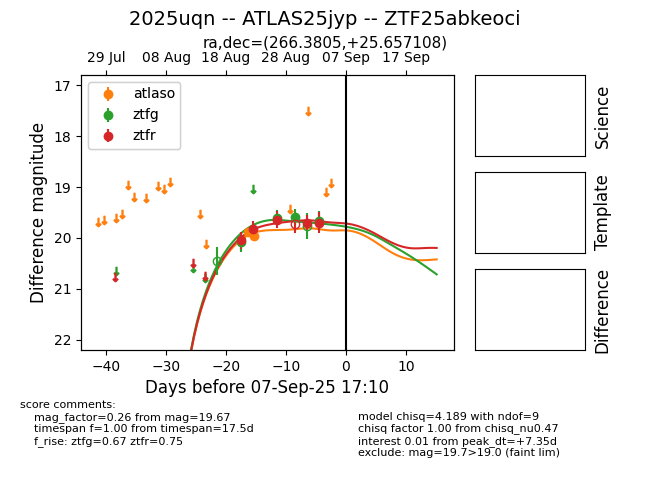 2025uqn -- ATLAS25jyp -- ZTF25abkeoci
ra,dec=(266.3805,+25.657108)
29 Jul 08 Aug 18 Aug 28 Aug 07 Sep 17 Sep
atlaso
ztfg
ztfr
17
18
19
20
21
22
Difference magnitude
−40 −30 −20 −10 0 10
Days before 07-Sep-25 17:10
Science
Template
Difference
score comments:
mag_factor=0.26 from mag=19.67
timespan f=1.00 from timespan=17.5d
f_rise: ztfg=0.67 ztfr=0.75
model chisq=4.189 with ndof=9
chisq factor 1.00 from chisq_nu0.47
interest 0.01 from peak_dt=+7.35d
exclude: mag=19.7>19.0 (faint lim)